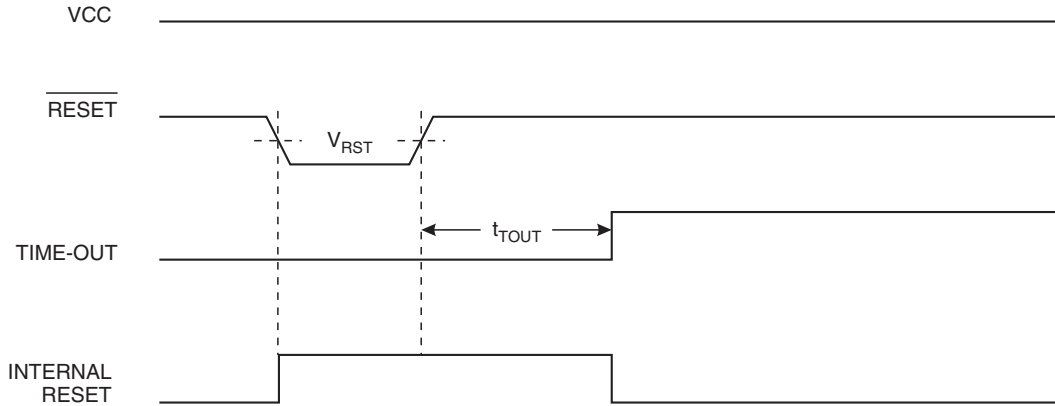 VCC
RESET
V_RST
t_TOUT
TIME-OUT
INTERNAL
RESET